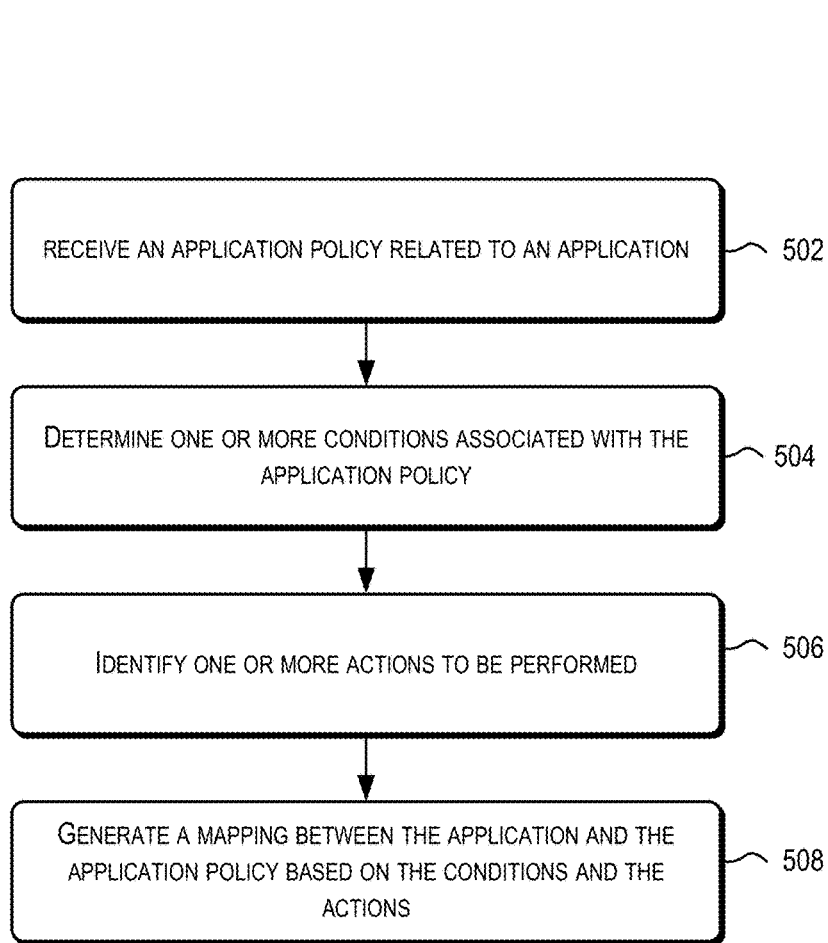 RECEIVE AN APPLICATION POLICY RELATED TO AN APPLICATION
502
DETERMINE ONE OR MORE CONDITIONS ASSOCIATED WITH THE
APPLICATION POLICY
504
IDENTIFY ONE OR MORE ACTIONS TO BE PERFORMED
506
GENERATE A MAPPING BETWEEN THE APPLICATION AND THE
APPLICATION POLICY BASED ON THE CONDITIONS AND THE
ACTIONS
508